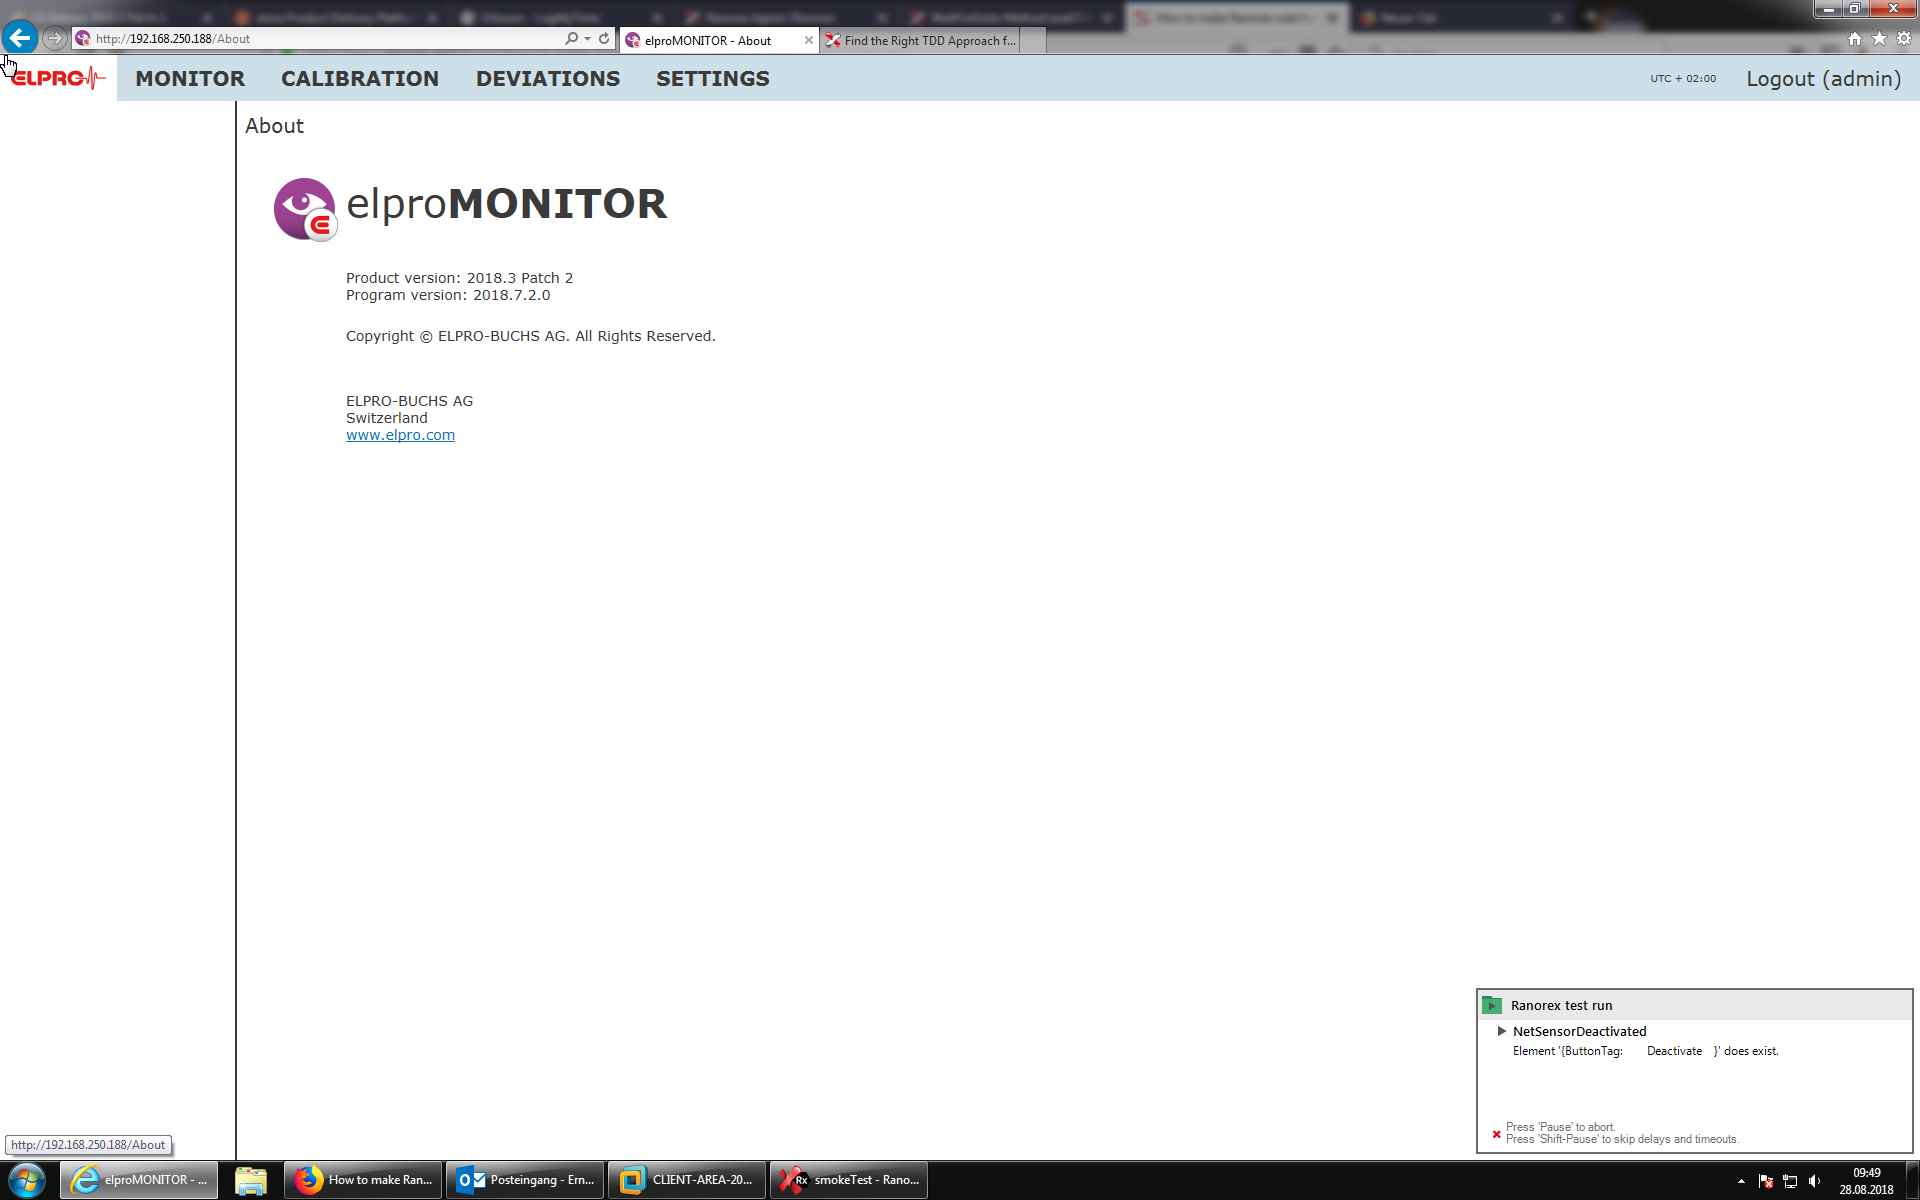 http://192.168.250.188/About
elproMONITOR - About
Find the Right TDD Approach f...
ELPRO
MONITOR
CALIBRATION
DEVIATIONS
SETTINGS
UTC + 02:00
Logout (admin)
About
elproMONITOR
Product version: 2018.3 Patch 2
Program version: 2018.7.2.0
Copyright © ELPRO-BUCHS AG. All Rights Reserved.
ELPRO-BUCHS AG
Switzerland
www.elpro.com
Ranorex test run
NetSensorDeactivated
Element '{ButtonTag: Deactivate }' does exist.
Press 'Pause' to abort.
Press 'Shift-Pause' to skip delays and timeouts.
http://192.168.250.188/About
elproMONITOR - ...
How to make Ran...
Posteingang - Ern...
CLIENT-AREA-20...
smokeTest - Rano...
09:49
28.08.2018